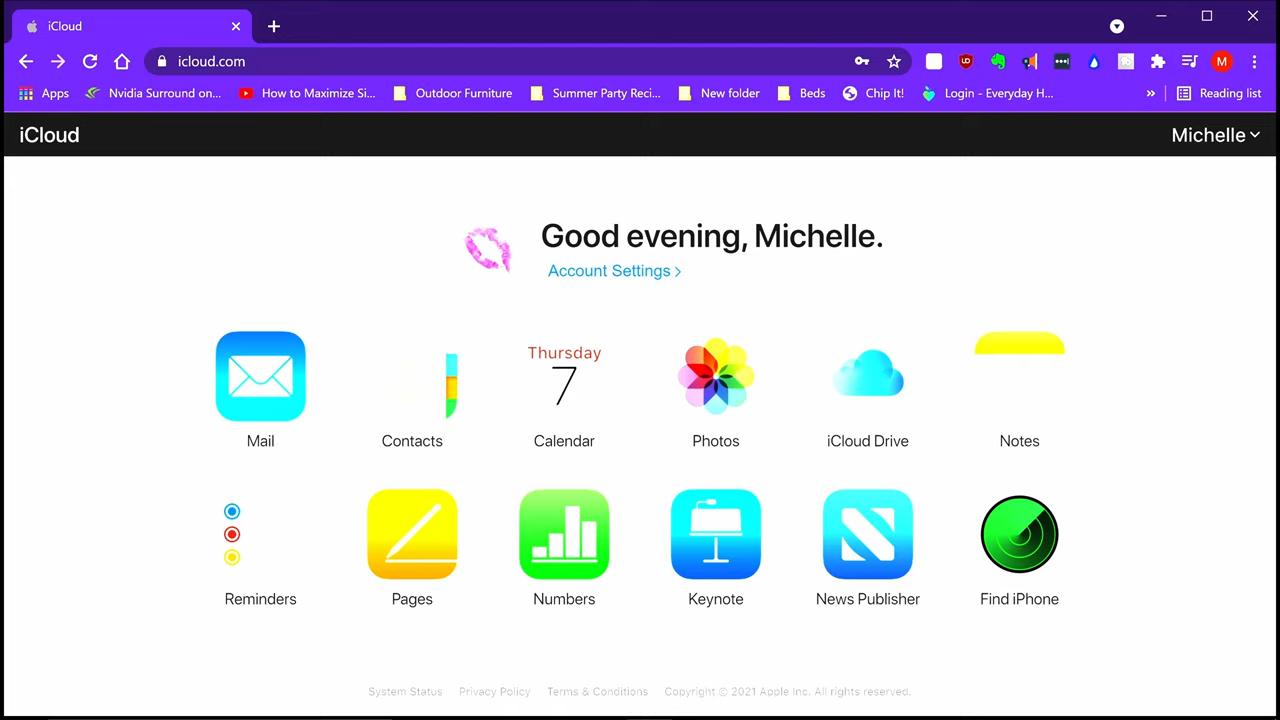 iCloud
icloud.com
M
Apps Nvidia Surround on... How to Maximize Si... Outdoor Furniture Summer Party Reci... New folder Beds Chip It! Login - Everyday H... » Reading list
iCloud Michelle
Good evening, Michelle.
Account Settings >
Thursday
7
Mail Contacts Calendar Photos iCloud Drive Notes
Reminders Pages Numbers Keynote News Publisher Find iPhone
System Status Privacy Policy Terms & Conditions Copyright © 2021 Apple Inc. All rights reserved.